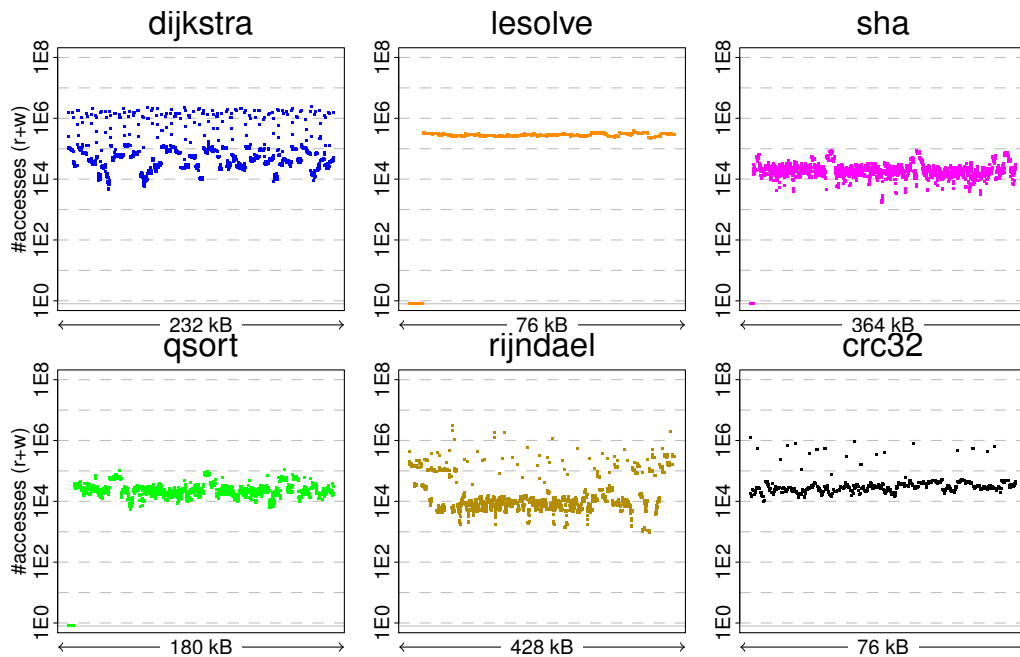 dijkstra
lesolve
sha
#accesses (r+w)
1E8
1E6
1E4
1E2
1E0
1E8
1E6
1E4
1E2
1E0
1E8
1E6
1E4
1E2
1E0
232 kB
76 kB
364 kB
qsort
rijndael
crc32
#accesses (r+w)
1E8
1E6
1E4
1E2
1E0
1E8
1E6
1E4
1E2
1E0
1E8
1E6
1E4
1E2
1E0
180 kB
428 kB
76 kB